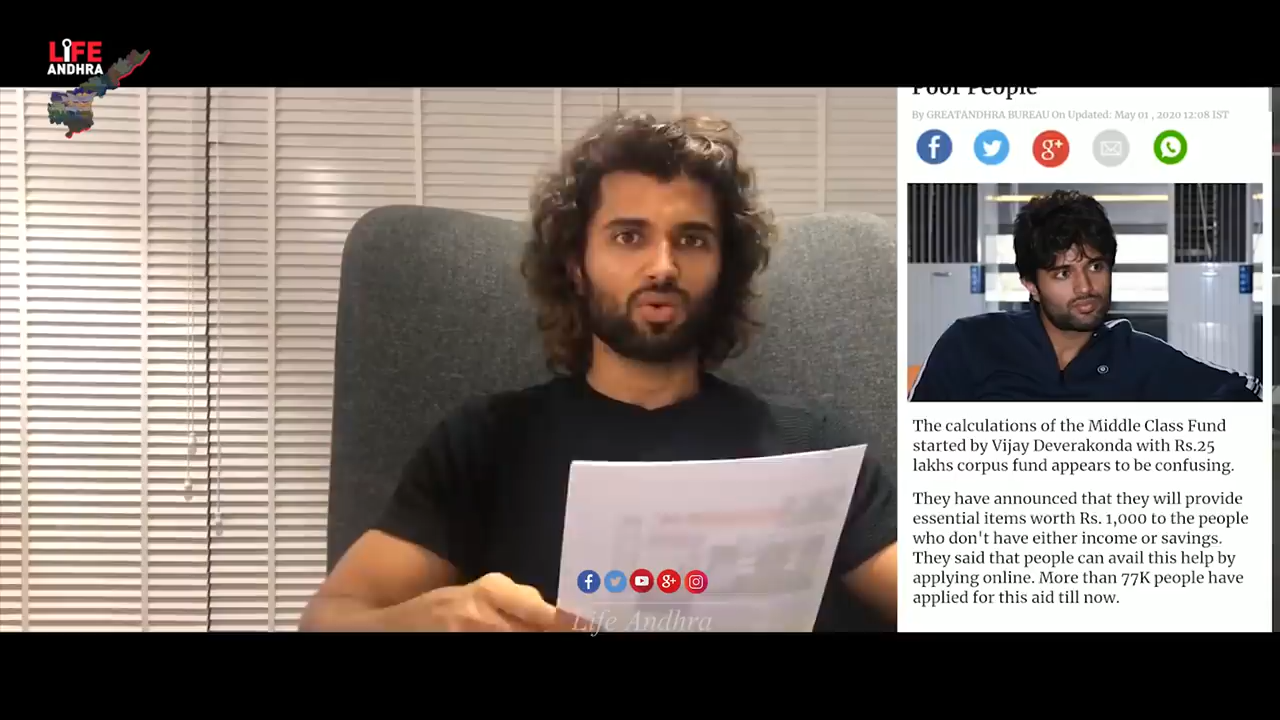 LIFE
ANDHRA
Poor People
By GREATANDHRA BUREAU On Updated: May 01 , 2020 12:08 IST
The calculations of the Middle Class Fund
started by Vijay Deverakonda with Rs.25
lakhs corpus fund appears to be confusing.
They have announced that they will provide
essential items worth Rs. 1,000 to the people
who don't have either income or savings.
They said that people can avail this help by
applying online. More than 77K people have
applied for this aid till now.
Life Andhra